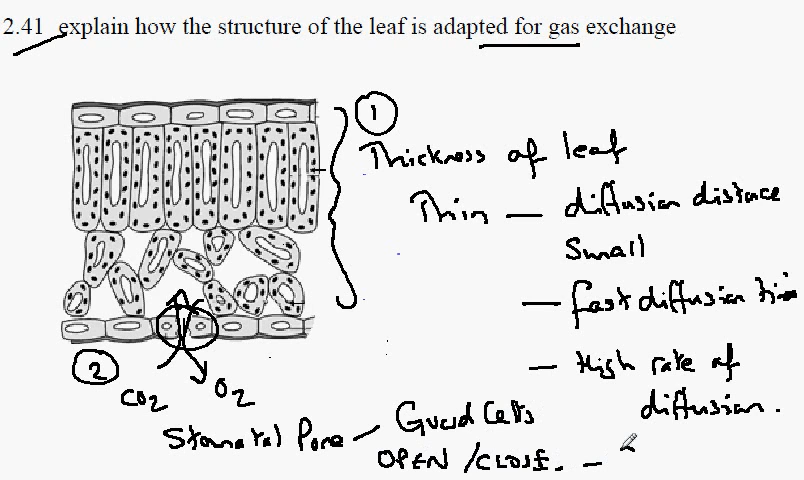 2.41 explain how the structure of the leaf is adapted for gas exchange
1
Thickness of leaf
Thin – diffusion distance
Small
– fast diffusion time
– High rate of
diffusion.
2
CO2
O2
Stomatal Pore – Guard Cells
OPEN / CLOSE. –